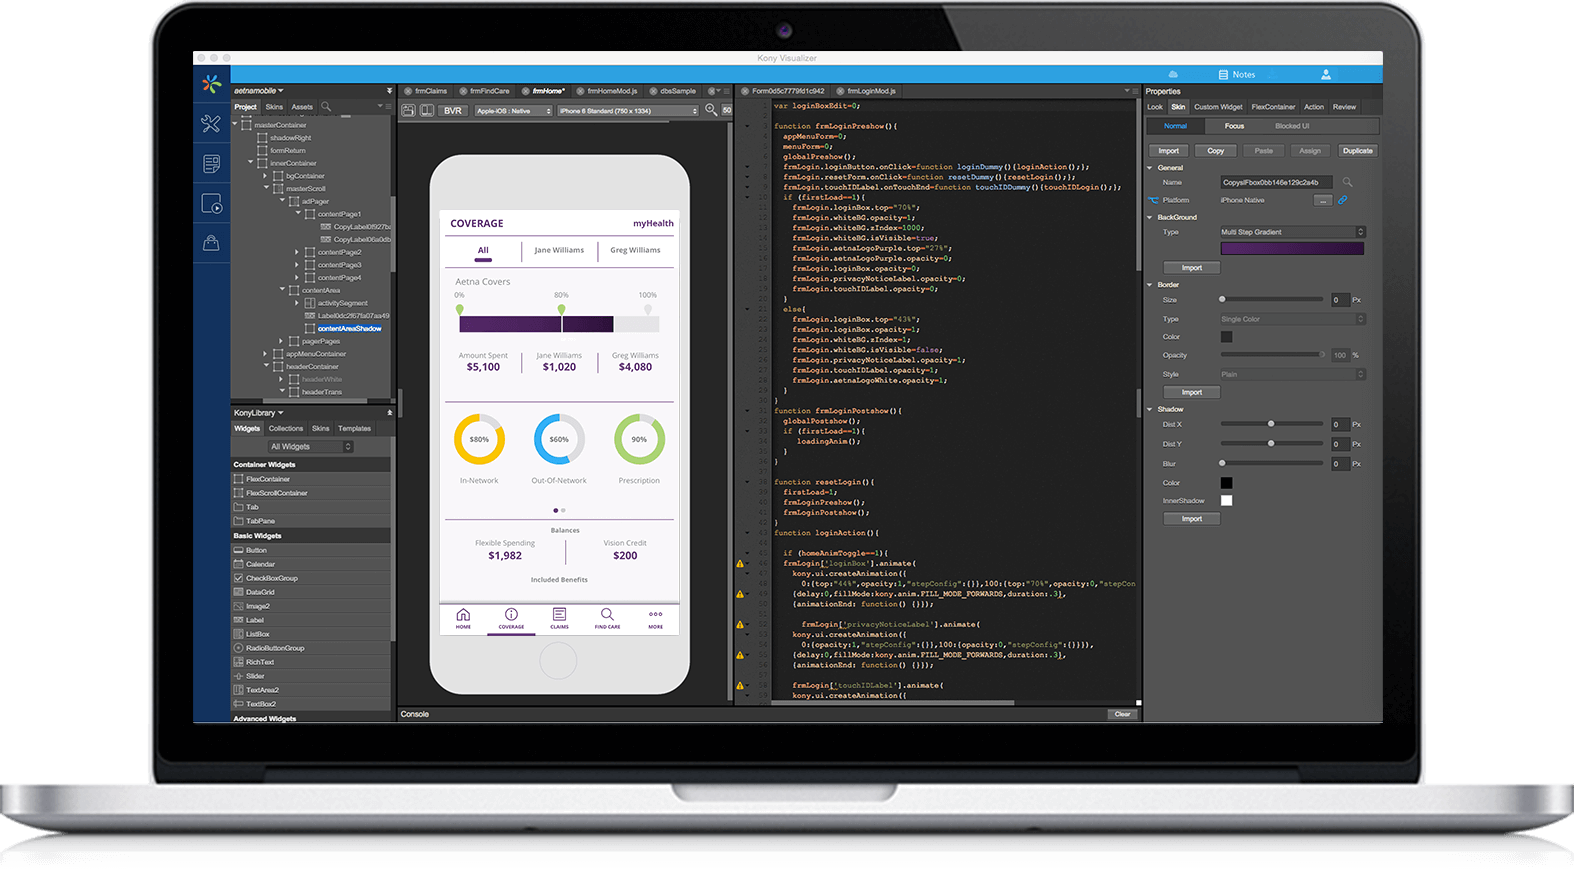 Kony Visualizer
Notes
aetnamobile
Project Skins Assets
masterContainer
shadowRight
formReturn
innerContainer
bgContainer
masterScroll
adPager
contentPage1
CopyLabel0f927ba
CopyLabel06a0db
contentPage2
contentPage3
contentPage4
contentArea
activitySegment
Label0dc2f67fa07aa49
contentAreaShadow
pagerPages
appMenuContainer
headerContainer
headerWhite
headerTrans
KonyLibrary
Widgets Collections Skins Templates
All Widgets
Container Widgets
FlexContainer
FlexScrollContainer
Tab
TabPane
Basic Widgets
Button
Calendar
CheckBoxGroup
DataGrid
Image2
Label
ListBox
RadioButtonGroup
RichText
Slider
TextArea2
TextBox2
Advanced Widgets
frmClaims frmFindCare frmHome* frmHomeMod.js dbsSample
BVR Apple-iOS : Native iPhone 6 Standard (750 x 1334) 50
COVERAGE myHealth
All Jane Williams Greg Williams
Aetna Covers
0% 80% 100%
Amount Spent Jane Williams Greg Williams
$5,100 $1,020 $4,080
$80% $60% 90%
In-Network Out-Of-Network Prescription
Balances
Flexible Spending Vision Credit
$1,982 $200
Included Benefits
HOME COVERAGE CLAIMS FIND CARE MORE
Console Clear
Form0d5c7779fd1c942 frmLoginMod.js
var loginBoxEdit=0;
function frmLoginPreshow(){
appMenuForm=0;
menuForm=0;
globalPreshow();
frmLogin.loginButton.onClick=function loginDummy(){loginAction();};
frmLogin.resetForm.onClick=function resetDummy(){resetLogin();};
frmLogin.touchIDLabel.onTouchEnd=function touchIDDummy(){touchIDLogin();};
if (firstLoad==1){
frmLogin.loginBox.top="70%";
frmLogin.whiteBG.opacity=1;
frmLogin.whiteBG.zIndex=1000;
frmLogin.whiteBG.isVisible=true;
frmLogin.aetnaLogoPurple.top="27%";
frmLogin.aetnaLogoPurple.opacity=0;
frmLogin.loginBox.opacity=0;
frmLogin.privacyNoticeLabel.opacity=0;
frmLogin.touchIDLabel.opacity=0;
}
else{
frmLogin.loginBox.top="43%";
frmLogin.loginBox.opacity=1;
frmLogin.whiteBG.zIndex=1;
frmLogin.whiteBG.isVisible=false;
frmLogin.privacyNoticeLabel.opacity=1;
frmLogin.touchIDLabel.opacity=1;
frmLogin.aetnaLogoWhite.opacity=1;
}
}
function frmLoginPostshow(){
globalPostshow();
if (firstLoad==1){
loadingAnim();
}
}
function resetLogin(){
firstLoad=1;
frmLoginPreshow();
frmLoginPostshow();
}
function loginAction(){
if (homeAnimToggle==1){
frmLogin['loginBox'].animate(
kony.ui.createAnimation({
0:{top:"44%",opacity:1,"stepConfig":{}},100:{top:"70%",opacity:0,"stepCon
{delay:0,fillMode:kony.anim.FILL_MODE_FORWARDS,duration:.3},
{animationEnd: function() {}});
frmLogin['privacyNoticeLabel'].animate(
kony.ui.createAnimation({
0:{opacity:1,"stepConfig":{}},100:{opacity:0,"stepConfig":{}}}),
{delay:0,fillMode:kony.anim.FILL_MODE_FORWARDS,duration:.3},
{animationEnd: function() {}});
frmLogin['touchIDLabel'].animate(
kony.ui.createAnimation({
Properties
Look Skin Custom Widget FlexContainer Action Review
Normal Focus Blocked UI
Import Copy Paste Assign Duplicate
General
Name CopyslFbox0bb146e129c2a4b
Platform iPhone Native ...
BackGround
Type Multi Step Gradient
Import
Border
Size 0 Px
Type Single Color
Color
Opacity 100 %
Style Plain
Import
Shadow
Dist X 0 Px
Dist Y 0 Px
Blur 0 Px
Color
InnerShadow
Import